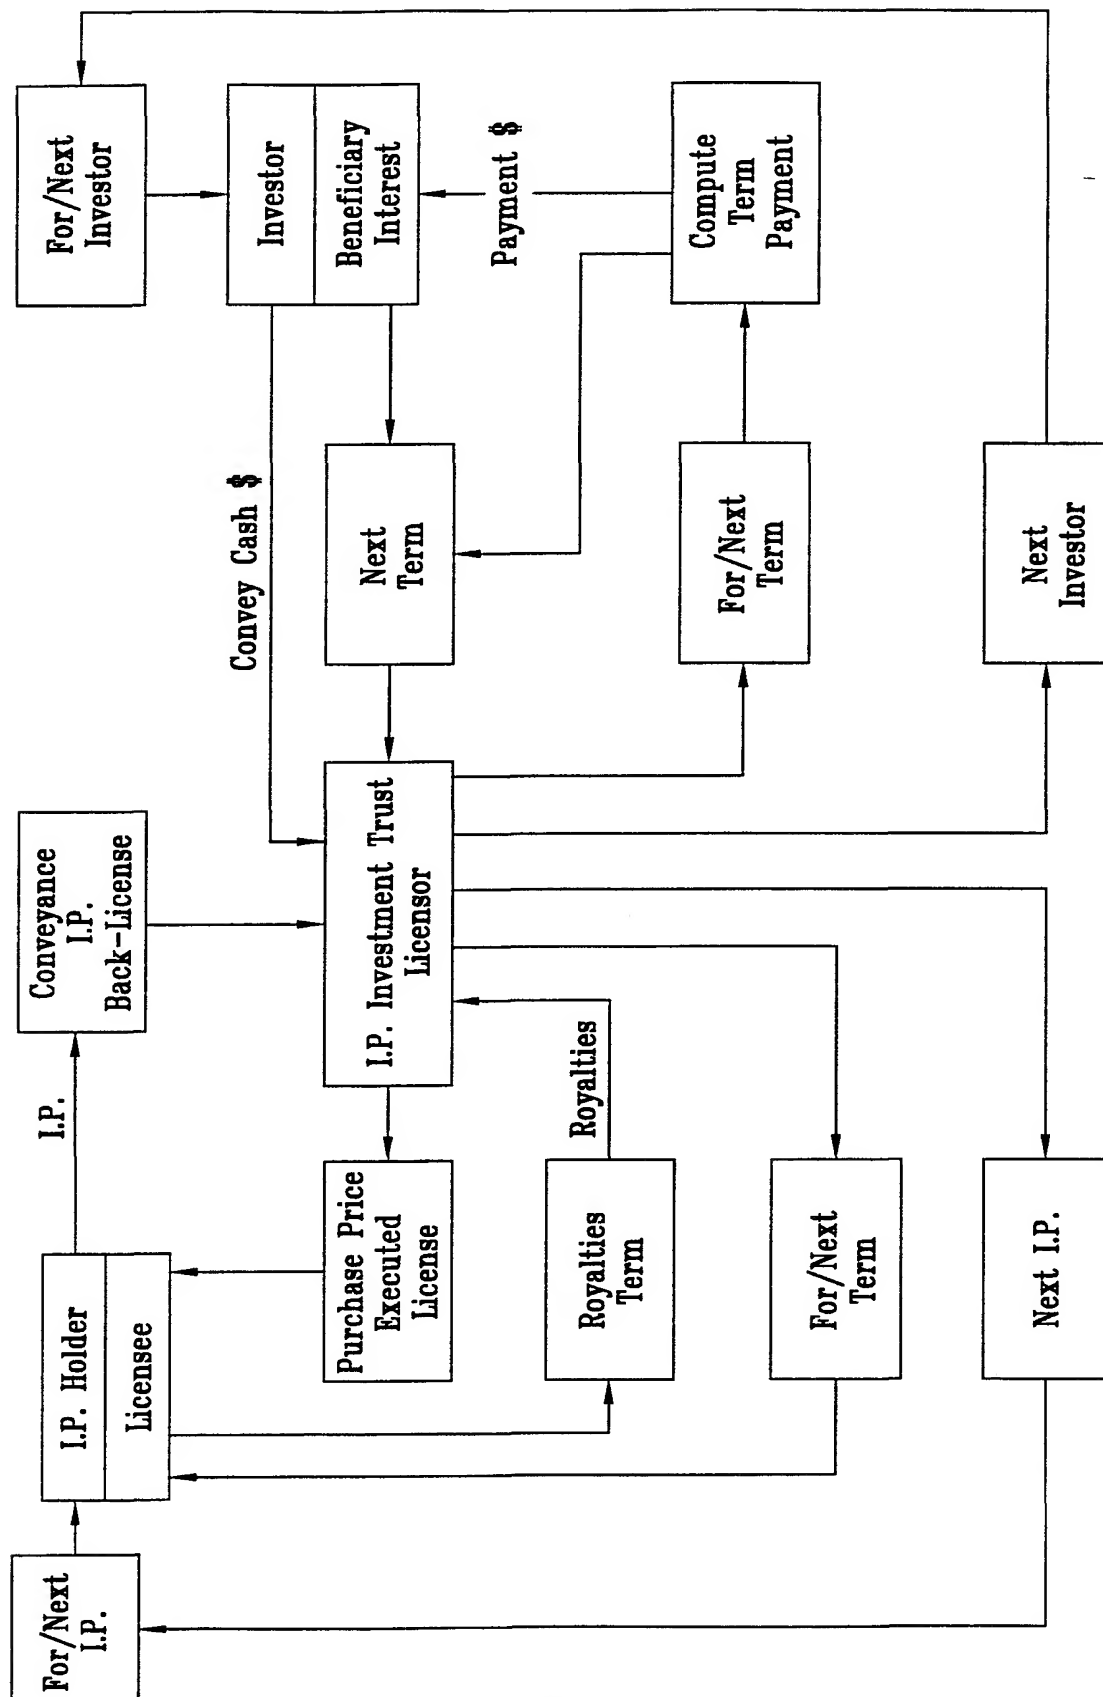 For/Next
I.P.
I.P. Holder
Licensee
I.P.
Conveyance
I.P.
Back-License
For/Next
Investor
Convey Cash $
Investor
Beneficiary
Interest
Purchase Price
Executed
License
I.P. Investment Trust
Licensor
Next
Term
Payment $
Royalties
Term
Royalties
For/Next
Term
For/Next
Term
Compute
Term
Payment
Next I.P.
Next
Investor